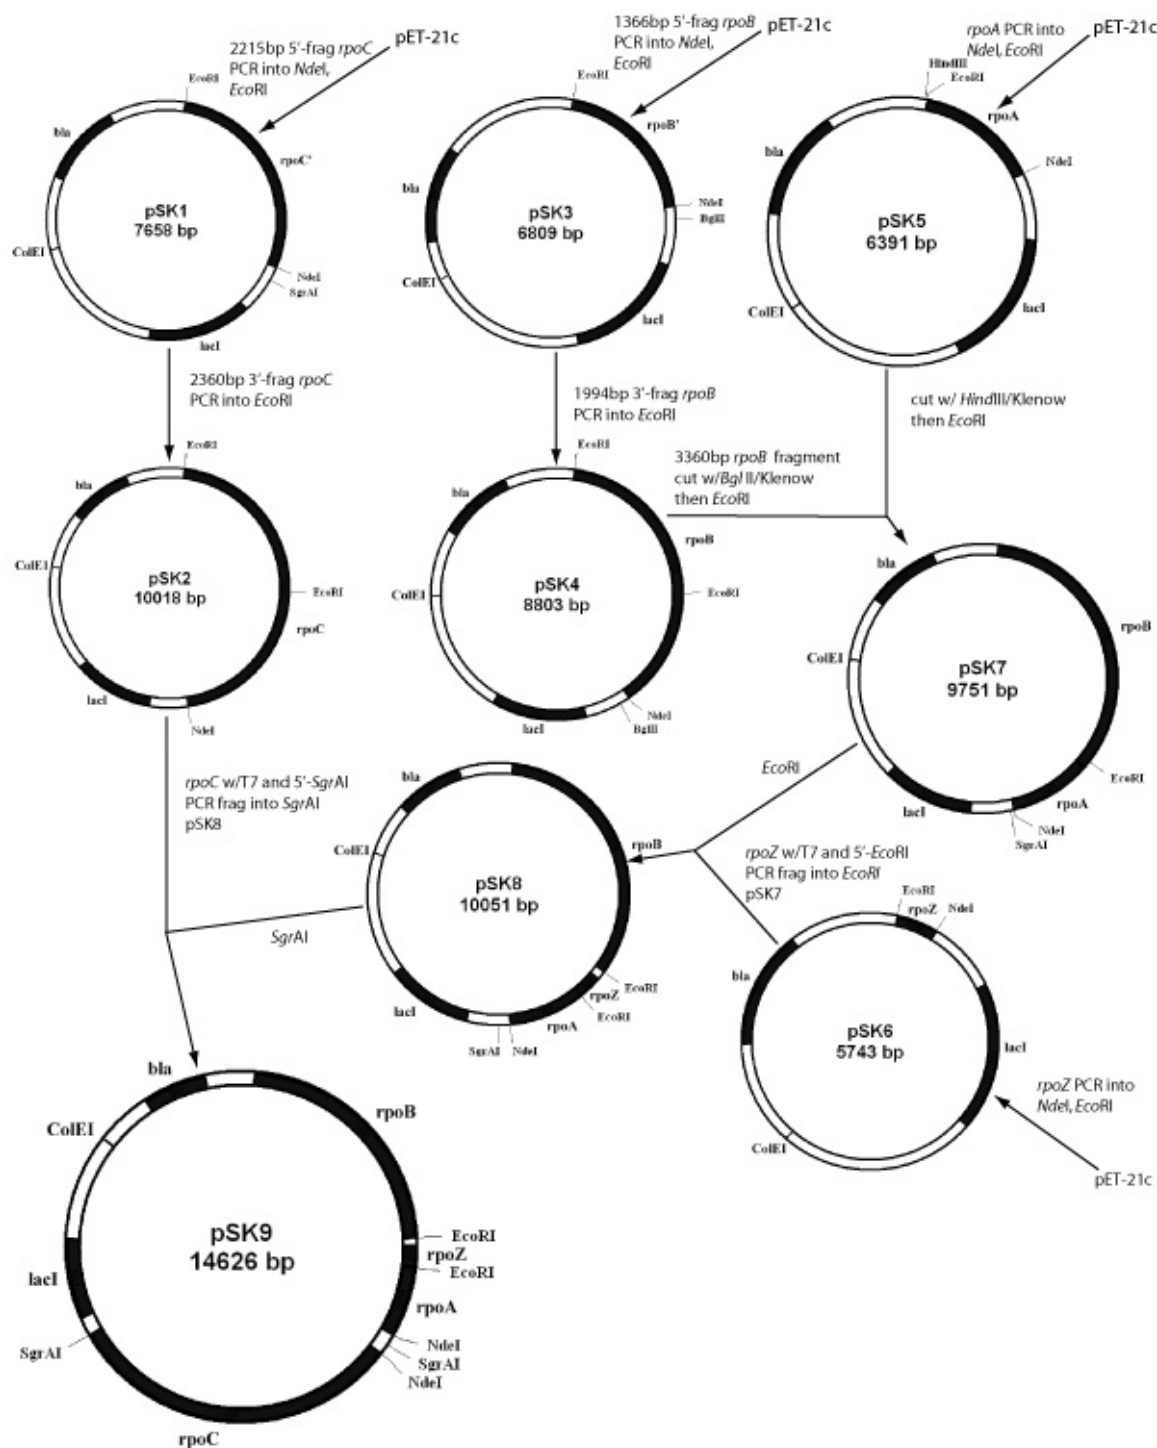 2215bp 5'-frag rpoC
PCR into NdeI,
EcoRI
pET-21c
EcoRI
bla
rpoC'
pSK1
7658 bp
ColEI
NdeI
SgrAI
lacI
1366bp 5'-frag rpoB
PCR into NdeI,
EcoRI
pET-21c
EcoRI
rpoB'
bla
pSK3
6809 bp
NdeI
BglII
ColEI
lacI
rpoA PCR into
NdeI, EcoRI
pET-21c
HindIII
EcoRI
rpoA
bla
NdeI
pSK5
6391 bp
ColEI
lacI
2360bp 3'-frag rpoC
PCR into EcoRI
1994bp 3'-frag rpoB
PCR into EcoRI
cut w/ HindIII/Klenow
then EcoRI
EcoRI
bla
ColEI
pSK2
10018 bp
EcoRI
rpoC
lacI
NdeI
EcoRI
bla
rpoB
ColEI
pSK4
8803 bp
EcoRI
NdeI
BglII
lacI
3360bp rpoB fragment
cut w/Bgl II/Klenow
then EcoRI
bla
rpoB
ColEI
pSK7
9751 bp
EcoRI
rpoA
lacI
NdeI
SgrAI
rpoC w/T7 and 5'-SgrAI
PCR frag into SgrAI
pSK8
EcoRI
bla
rpoB
ColEI
pSK8
10051 bp
EcoRI
rpoZ
EcoRI
rpoA
lacI
SgrAI
NdeI
rpoZ w/T7 and 5'-EcoRI
PCR frag into EcoRI
pSK7
SgrAI
EcoRI
rpoZ
NdeI
bla
pSK6
5743 bp
lacI
ColEI
rpoZ PCR into
NdeI, EcoRI
pET-21c
bla
rpoB
ColEI
pSK9
14626 bp
EcoRI
rpoZ
EcoRI
lacI
rpoA
SgrAI
NdeI
SgrAI
NdeI
rpoC